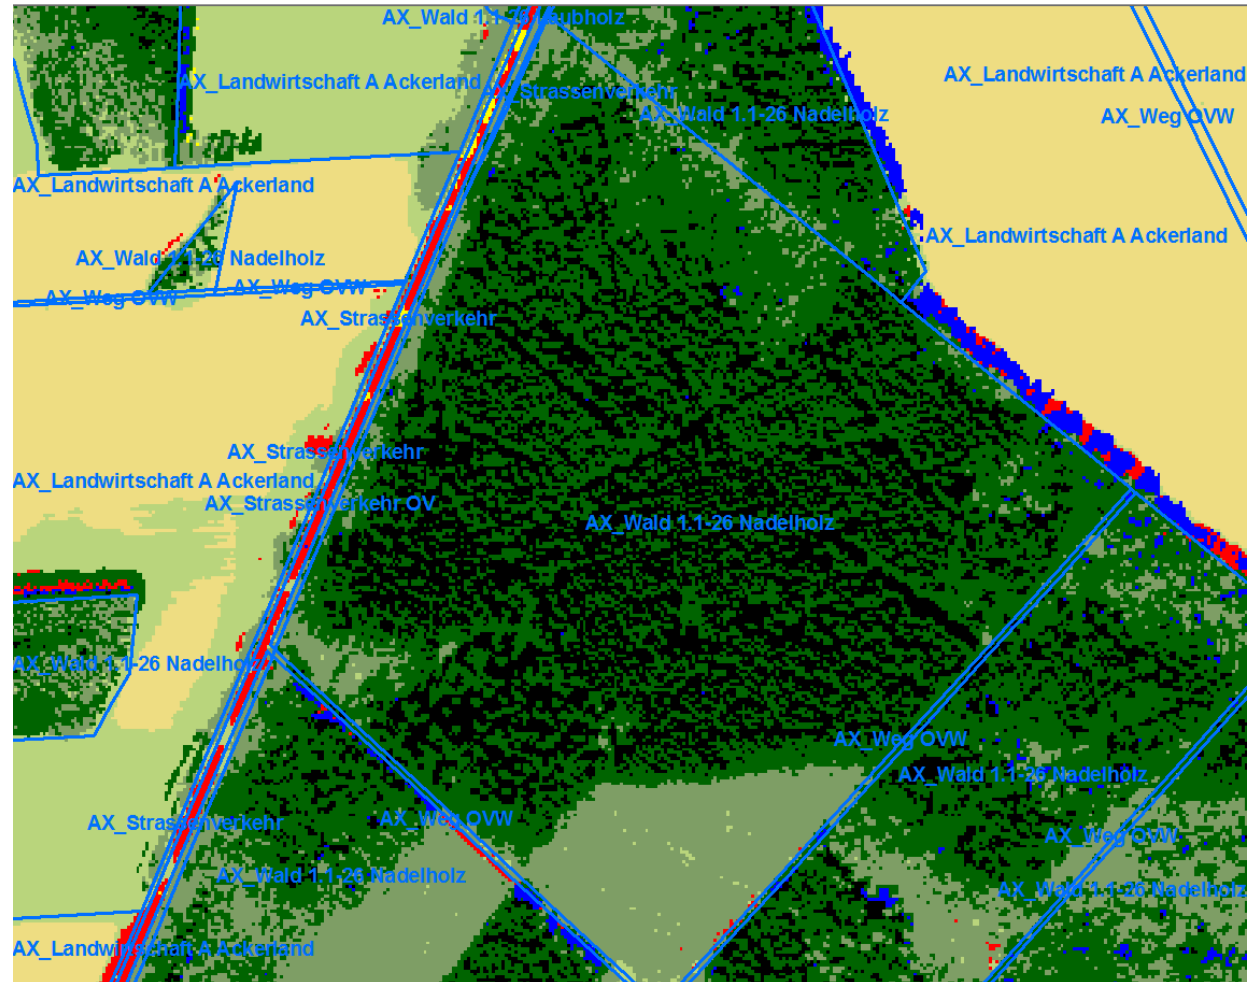 AX_Wald 1.1-26 Laubholz
AX_Landwirtschaft A Ackerland
AX_Landwirtschaft A Ackerland
_Strassenverkehr
AX_Wald 1.1-26 Nadelholz
AX_Weg OVW
AX_Landwirtschaft A Ackerland
AX_Landwirtschaft A Ackerland
AX_Wald 1.1-26 Nadelholz
AX_Weg OVW
AX_Weg OVW
AX_Strassenverkehr
AX_Strassenverkehr
AX_Landwirtschaft A Ackerland
AX_Strassenverkehr OV
AX_Wald 1.1-26 Nadelholz
AX_Wald 1.1-26 Nadelholz
AX_Weg OVW
AX_Wald 1.1-26 Nadelholz
AX_Strassenverkehr
AX_Weg OVW
AX_Weg OVW
AX_Wald 1.1-26 Nadelholz
AX_Wald 1.1-26 Nadelholz
AX_Landwirtschaft A Ackerland